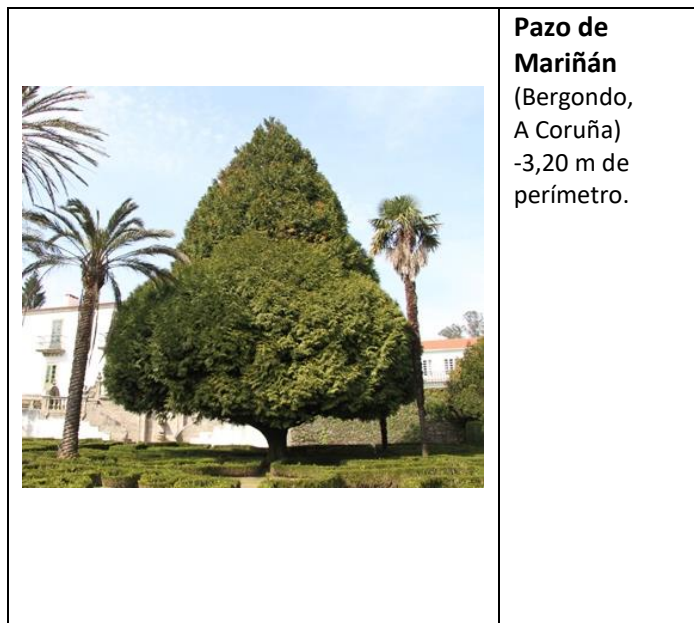 Pazo de
Mariñán
(Bergondo,
A Coruña)
-3,20 m de
perímetro.